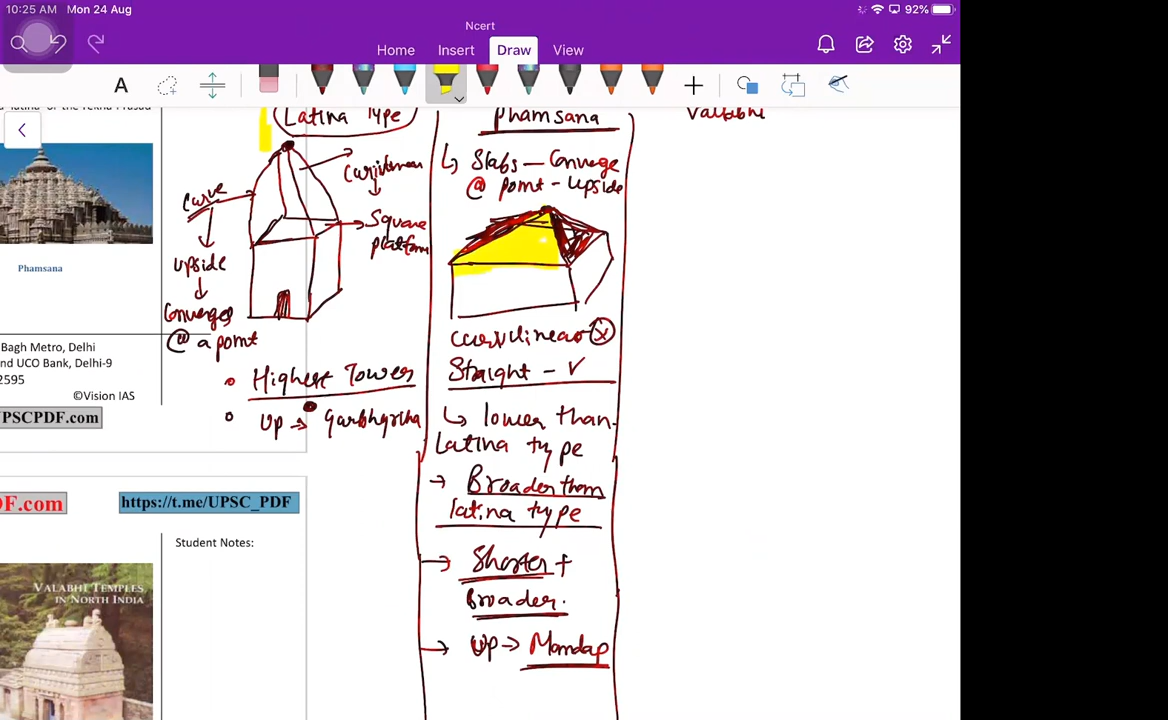 10:25 AM Mon 24 Aug
92%
Ncert
Home Insert Draw View
A
Latina Type
Phamsana
Curve
upside
Converges
@ a point
Square
platform
• Highest Tower
• Up → garbhgriha
↳ Slabs — Converge
@ point - upside
Curvilinear ⓧ
Straight - ✓
↳ lower than
latina type
→ Broader than
latina type
→ Shorter +
Broader.
→ Up → Mandap
Valabhi
Phamsana
Bagh Metro, Delhi
nd UCO Bank, Delhi-9
2595
©Vision IAS
UPSCPDF.com
DF.com
https://t.me/UPSC_PDF
Student Notes:
VALABHI TEMPLES
IN NORTH INDIA